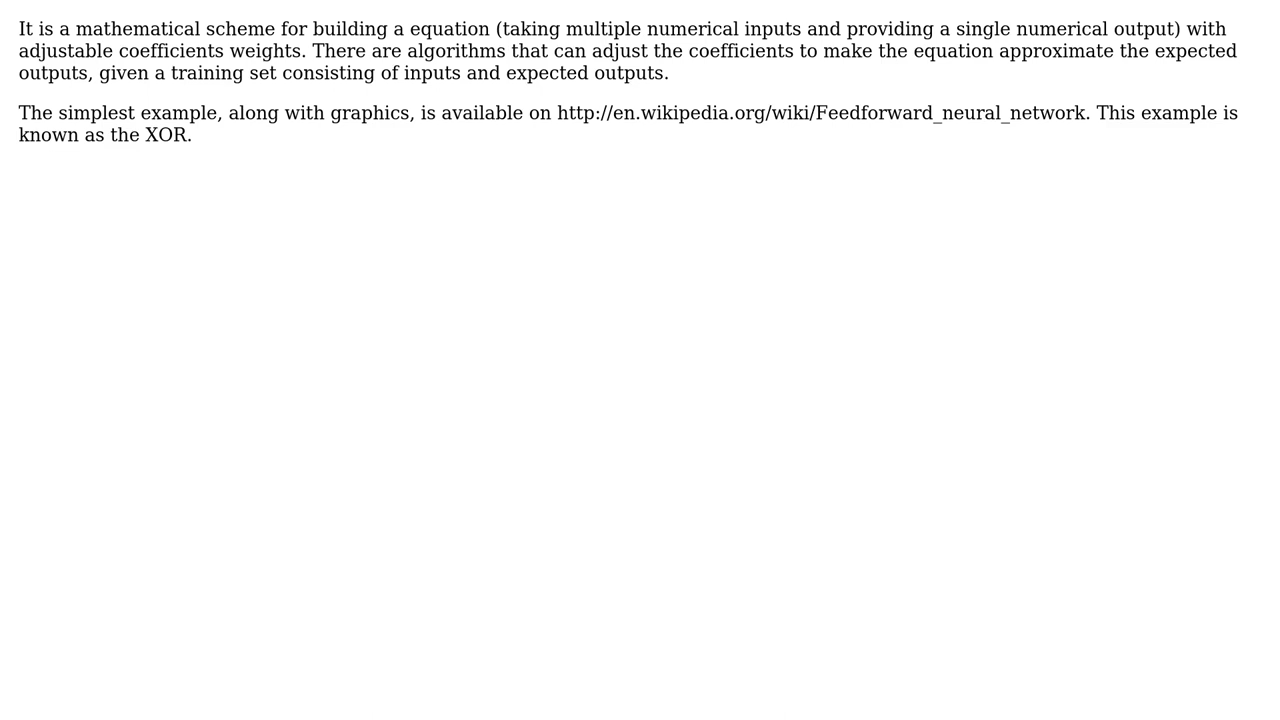 It is a mathematical scheme for building a equation (taking multiple numerical inputs and providing a single numerical output) with
adjustable coefficients weights. There are algorithms that can adjust the coefficients to make the equation approximate the expected
outputs, given a training set consisting of inputs and expected outputs.
The simplest example, along with graphics, is available on http://en.wikipedia.org/wiki/Feedforward_neural_network. This example is
known as the XOR.